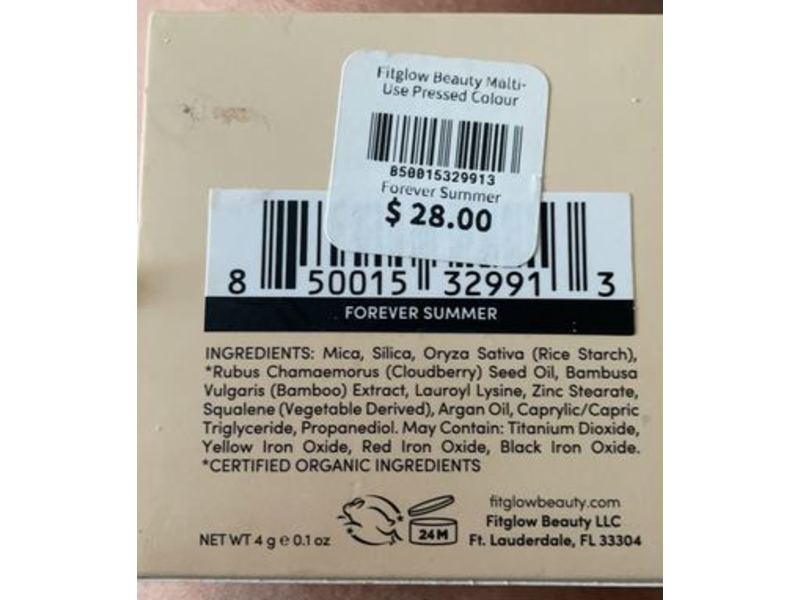 Fitglow Beauty Multi-
Use Pressed Colour
850015329913
Forever Summer
$ 28.00
8 50015 32991 3
FOREVER SUMMER
INGREDIENTS: Mica, Silica, Oryza Sativa (Rice Starch),
*Rubus Chamaemorus (Cloudberry) Seed Oil, Bambusa
Vulgaris (Bamboo) Extract, Lauroyl Lysine, Zinc Stearate,
Squalene (Vegetable Derived), Argan Oil, Caprylic/Capric
Triglyceride, Propanediol. May Contain: Titanium Dioxide,
Yellow Iron Oxide, Red Iron Oxide, Black Iron Oxide.
*CERTIFIED ORGANIC INGREDIENTS
NET WT 4 g e 0.1 oz
24M
fitglowbeauty.com
Fitglow Beauty LLC
Ft. Lauderdale, FL 33304